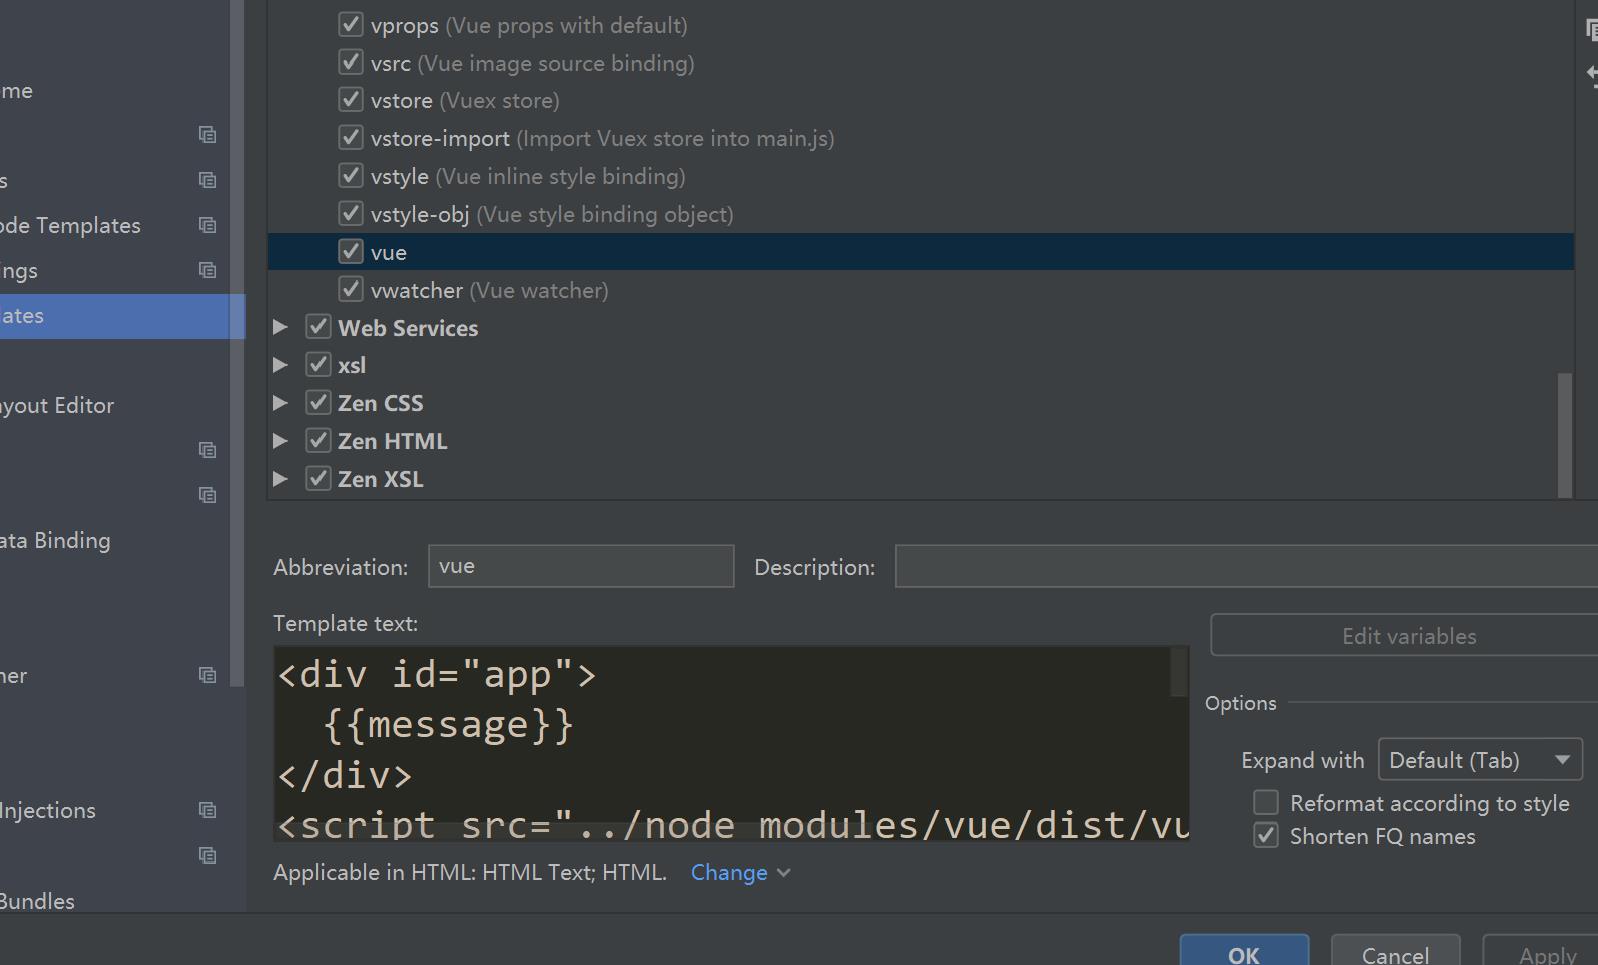 vprops (Vue props with default)
vsrc (Vue image source binding)
me
vstore (Vuex store)
vstore-import (Import Vuex store into main.js)
s
vstyle (Vue inline style binding)
ode Templates
vstyle-obj (Vue style binding object)
vue
ings
vwatcher (Vue watcher)
lates
Web Services
xsl
ayout Editor
Zen CSS
Zen HTML
Zen XSL
ata Binding
Abbreviation: vue Description:
Template text:
Edit variables
<div id="app">
{{message}}
</div>
<script src="../node_modules/vue/dist/vu
ner
Options
Expand with Default (Tab)
Reformat according to style
Shorten FQ names
Injections
Applicable in HTML: HTML Text; HTML. Change
Bundles
OK Cancel Apply